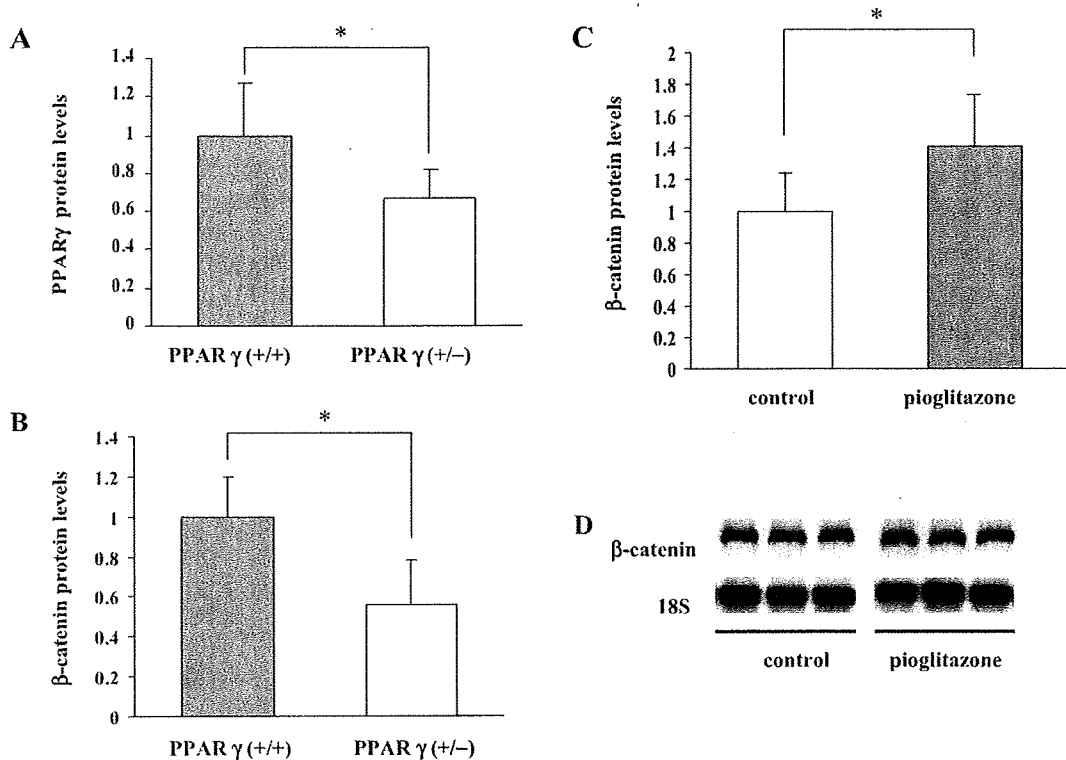 A
*
1.4
1.2
1
0.8
0.6
0.4
0.2
0
PPARγ protein levels
PPAR γ (+/+)
PPAR γ (+/−)
B
*
1.4
1.2
1
0.8
0.6
0.4
0.2
0
β-catenin protein levels
PPAR γ (+/+)
PPAR γ (+/−)
C
*
2
1.8
1.6
1.4
1.2
1
0.8
0.6
0.4
0.2
0
β-catenin protein levels
control
pioglitazone
D
β-catenin
18S
control
pioglitazone